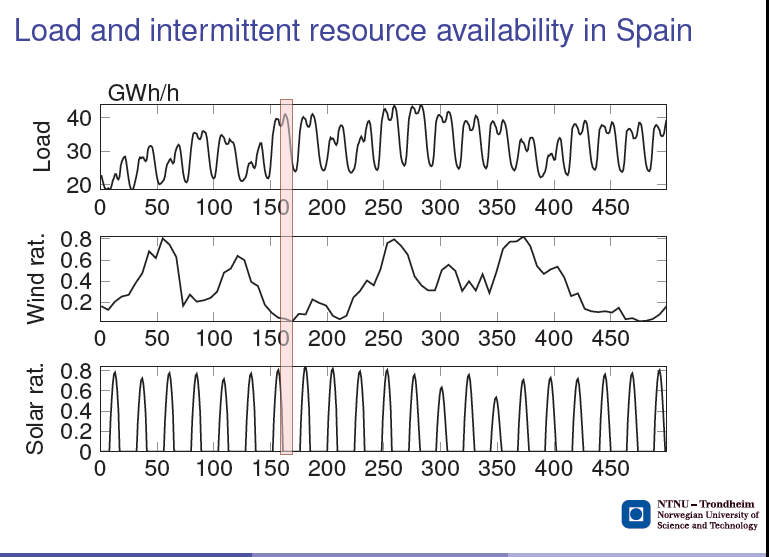 Load and intermittent resource availability in Spain
GWh/h
Load
40
30
20
0 50 100 150 200 250 300 350 400 450
Wind rat.
0.8
0.6
0.4
0.2
0 50 100 150 200 250 300 350 400 450
Solar rat.
0.8
0.6
0.4
0.2
0
0 50 100 150 200 250 300 350 400 450
NTNU – Trondheim
Norwegian University of
Science and Technology